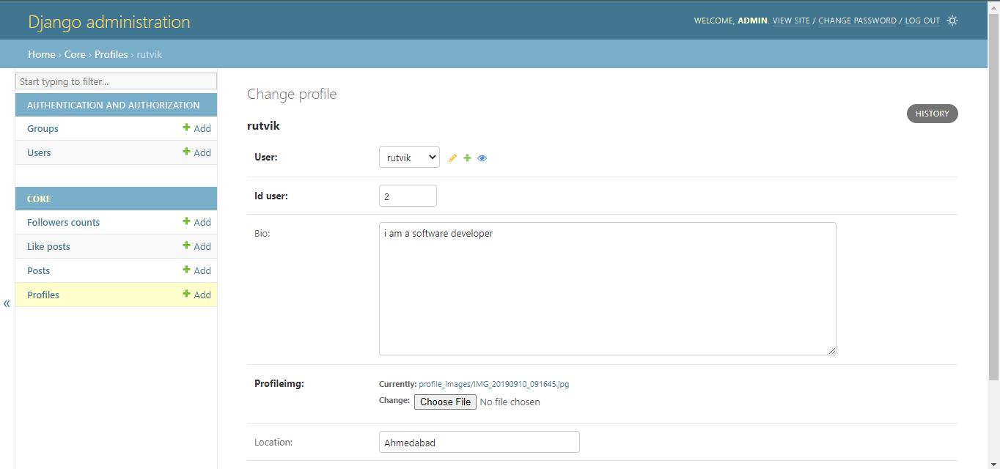 Django administration
WELCOME, ADMIN. VIEW SITE / CHANGE PASSWORD / LOG OUT
Home › Core › Profiles › rutvik
Start typing to filter...
AUTHENTICATION AND AUTHORIZATION
Groups + Add
Users + Add
CORE
Followers counts + Add
Like posts + Add
Posts + Add
Profiles + Add
«
Change profile
HISTORY
rutvik
User: rutvik
Id user: 2
Bio: i am a software developer
Profileimg: Currently: profile_images/IMG_20190910_091645.jpg
Change: Choose File No file chosen
Location: Ahmedabad